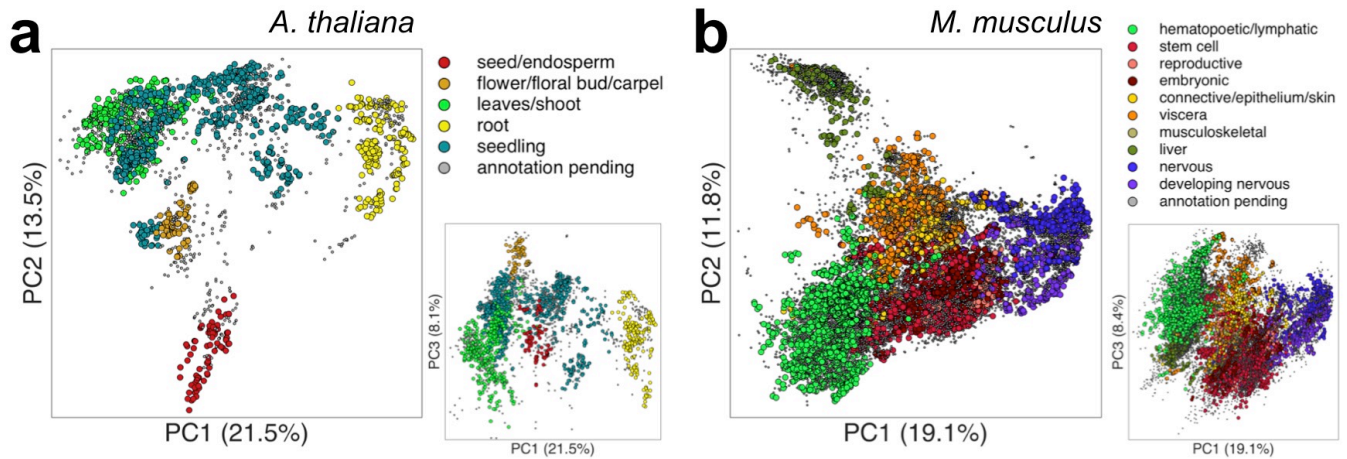 a
A. thaliana
seed/endosperm
flower/floral bud/carpel
leaves/shoot
root
seedling
annotation pending
PC2 (13.5%)
PC1 (21.5%)
PC3 (8.1%)
PC1 (21.5%)
b
M. musculus
hematopoetic/lymphatic
stem cell
reproductive
embryonic
connective/epithelium/skin
viscera
musculoskeletal
liver
nervous
developing nervous
annotation pending
PC2 (11.8%)
PC1 (19.1%)
PC3 (8.4%)
PC1 (19.1%)